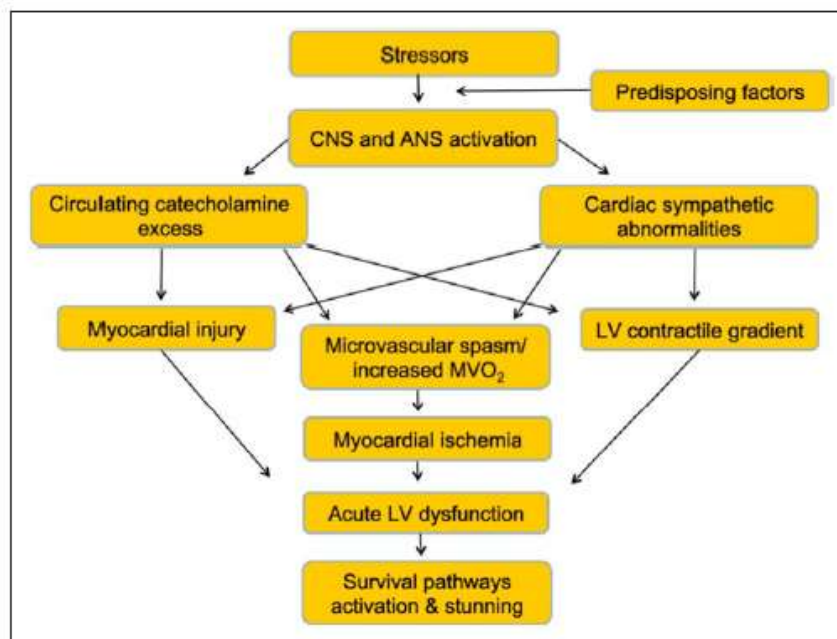 Stressors
Predisposing factors
CNS and ANS activation
Circulating catecholamine
excess
Cardiac sympathetic
abnormalities
Myocardial injury
Microvascular spasm/
increased MVO₂
LV contractile gradient
Myocardial ischemia
Acute LV dysfunction
Survival pathways
activation & stunning